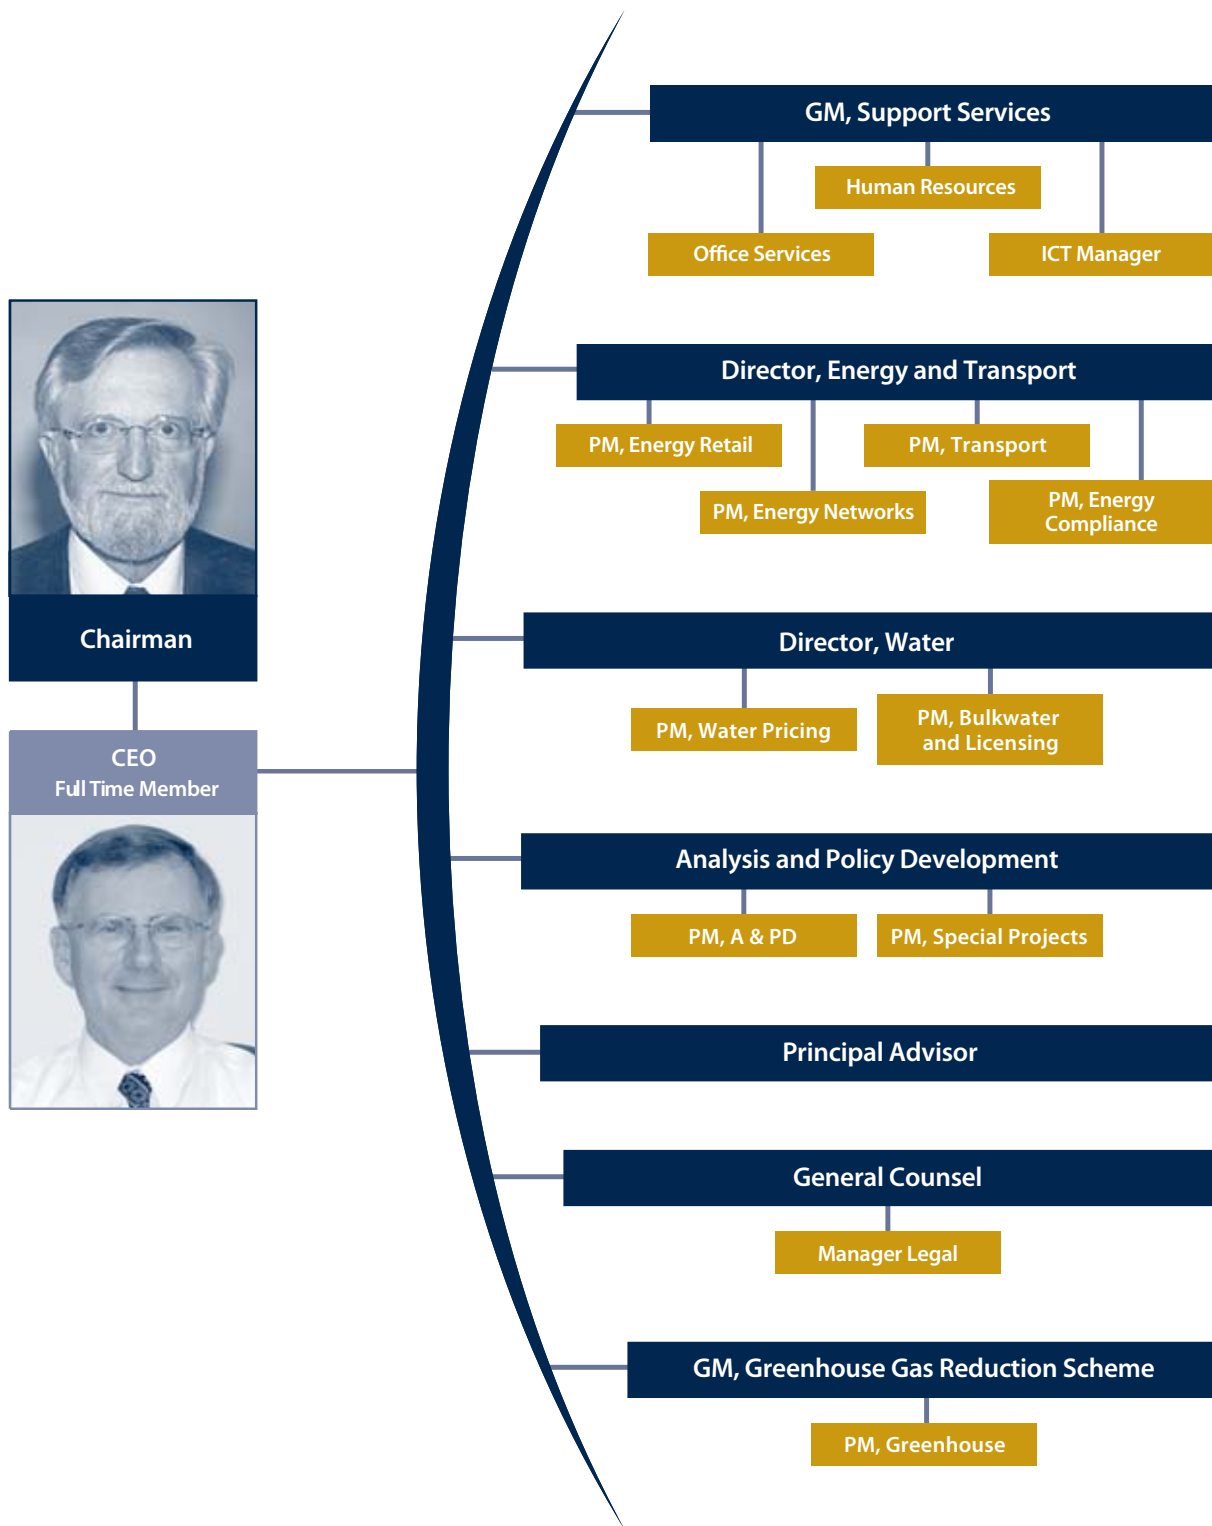 Chairman
CEO
Full Time Member
GM, Support Services
Human Resources
Office Services
ICT Manager
Director, Energy and Transport
PM, Energy Retail
PM, Transport
PM, Energy Networks
PM, Energy
Compliance
Director, Water
PM, Water Pricing
PM, Bulkwater
and Licensing
Analysis and Policy Development
PM, A & PD
PM, Special Projects
Principal Advisor
General Counsel
Manager Legal
GM, Greenhouse Gas Reduction Scheme
PM, Greenhouse